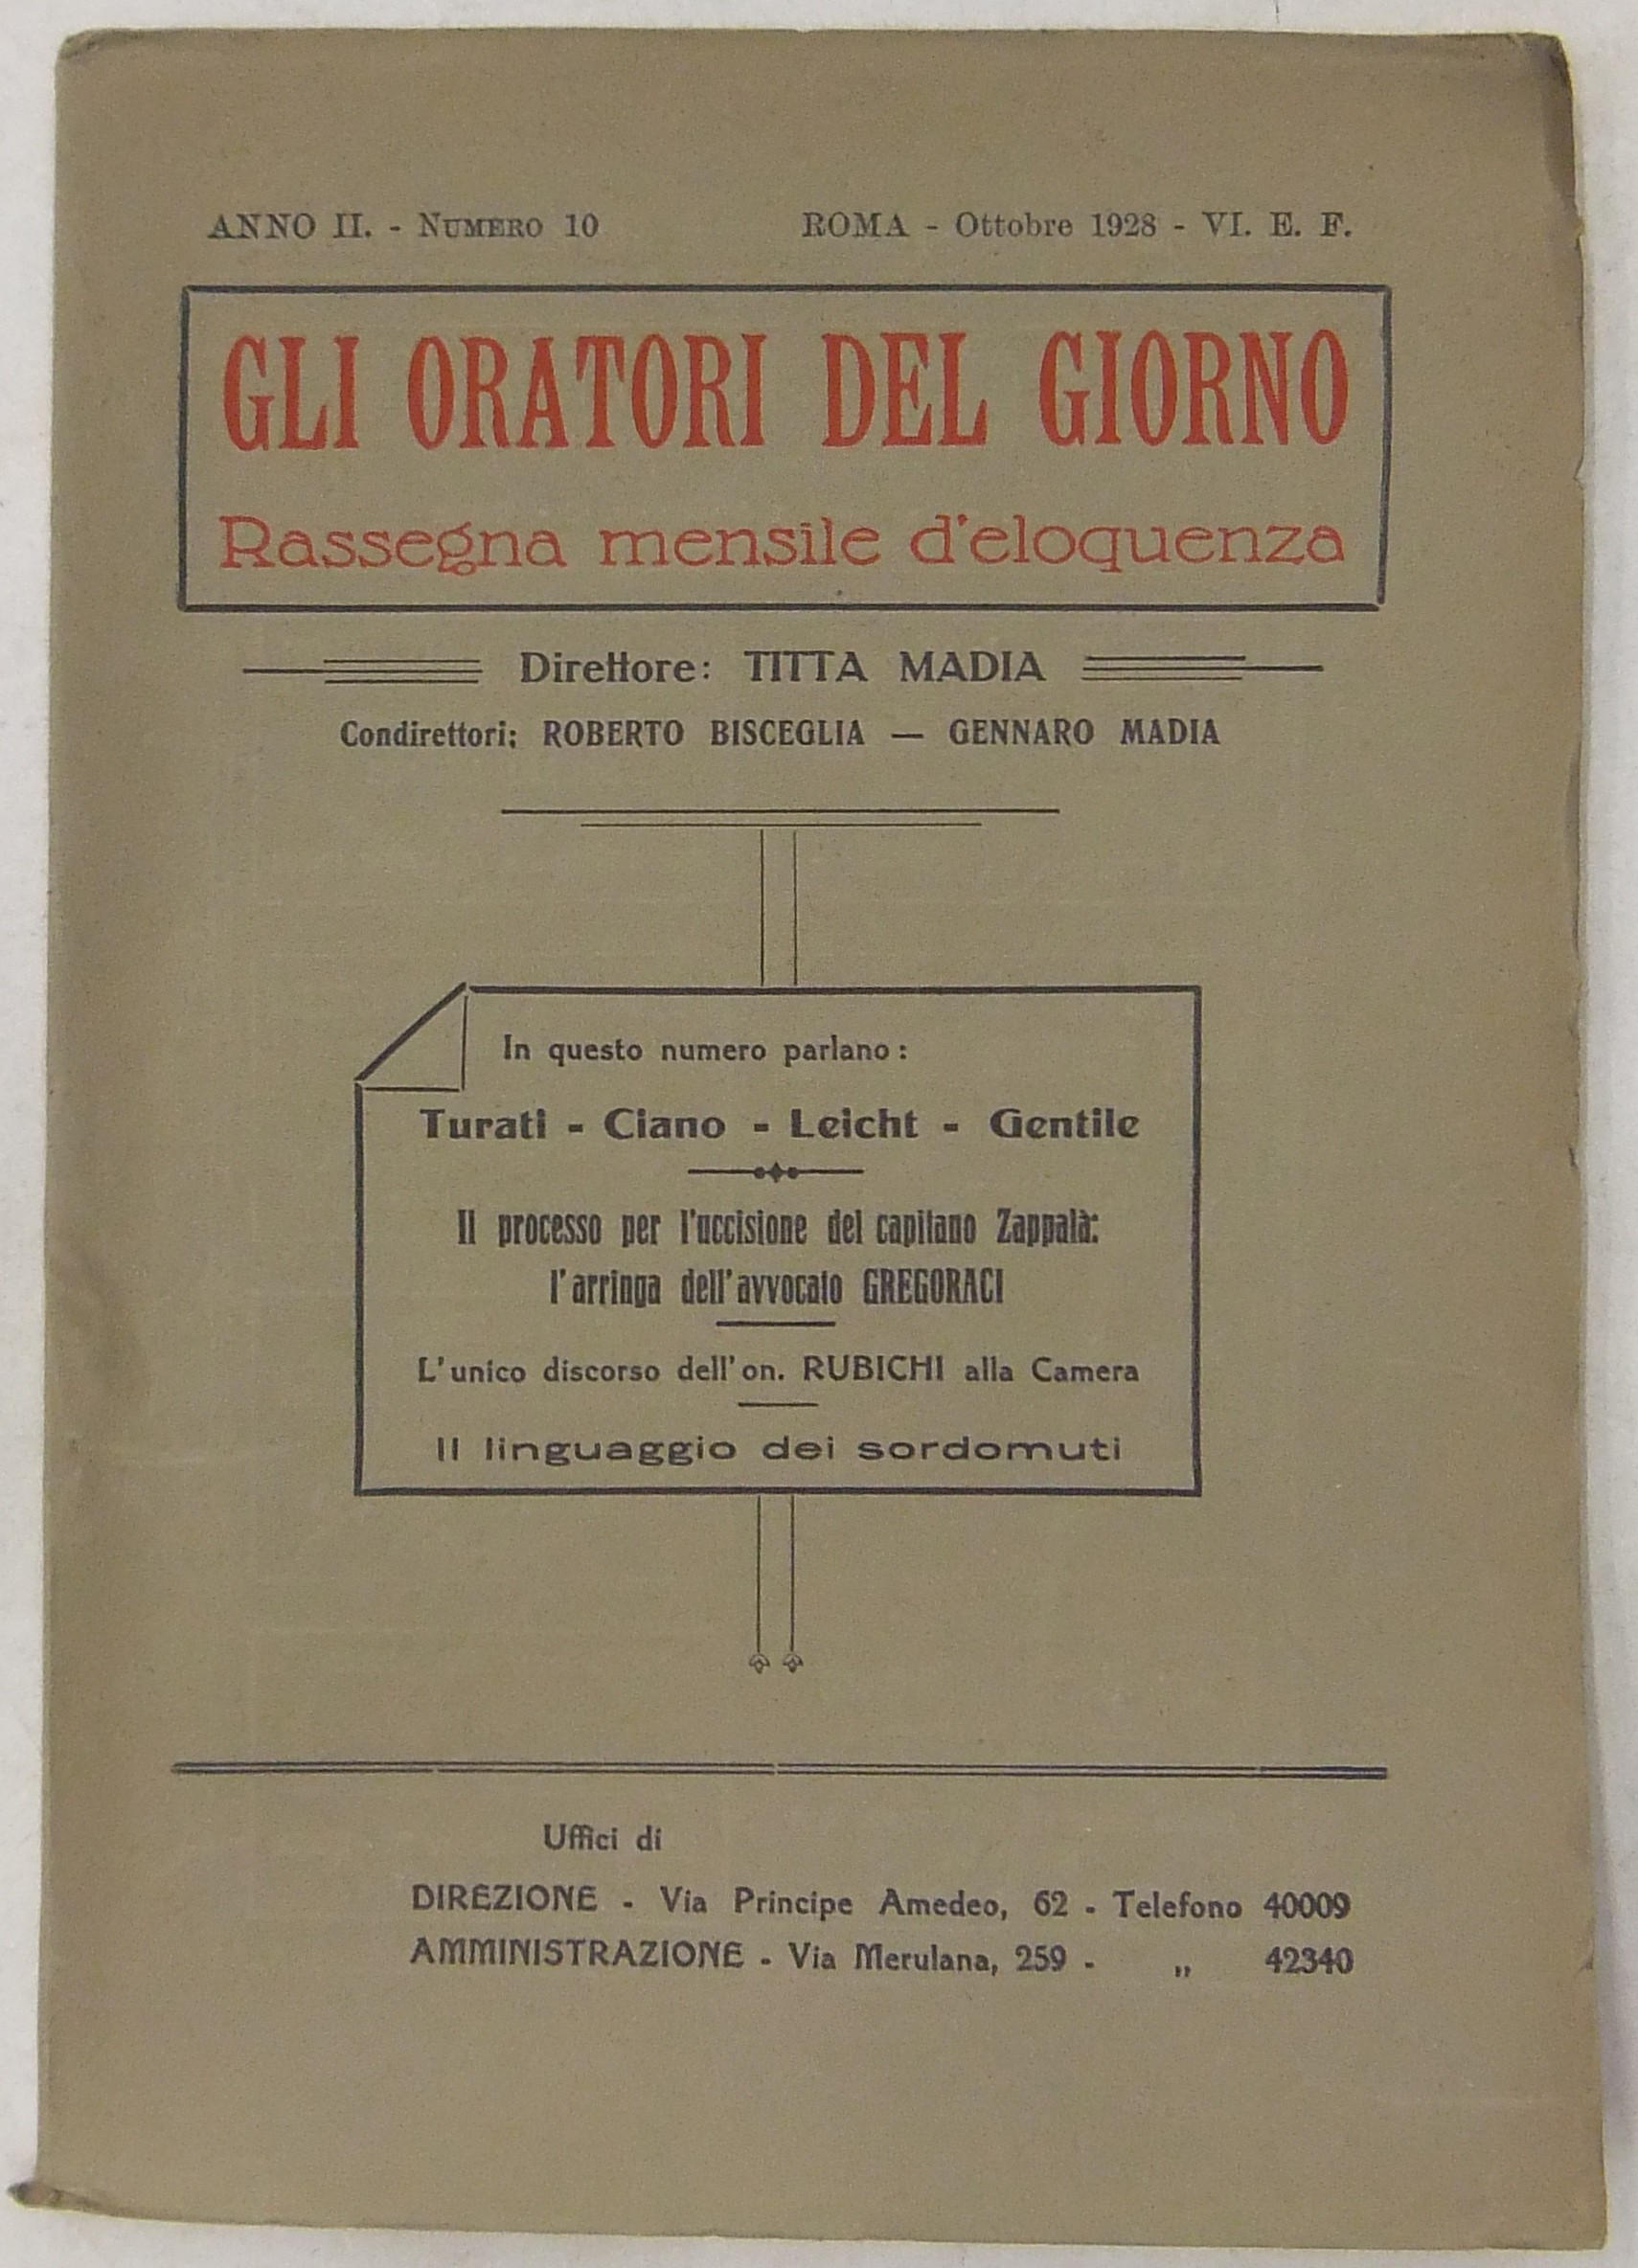 ANNO II. - NUMERO 10 ROMA - Ottobre 1928 - VI. E. F.
GLI ORATORI DEL GIORNO
Rassegna mensile d'eloquenza
Direttore: TITTA MADIA
Condirettori; ROBERTO BISCEGLIA — GENNARO MADIA
In questo numero parlano:
Turati - Ciano - Leicht - Gentile
Il processo per l'uccisione del capitano Zappalà:
l'arringa dell'avvocato GREGORACI
L'unico discorso dell'on. RUBICHI alla Camera
Il linguaggio dei sordomuti
Uffici di
DIREZIONE - Via Principe Amedeo, 62 - Telefono 40009
AMMINISTRAZIONE - Via Merulana, 259 - „ 42340